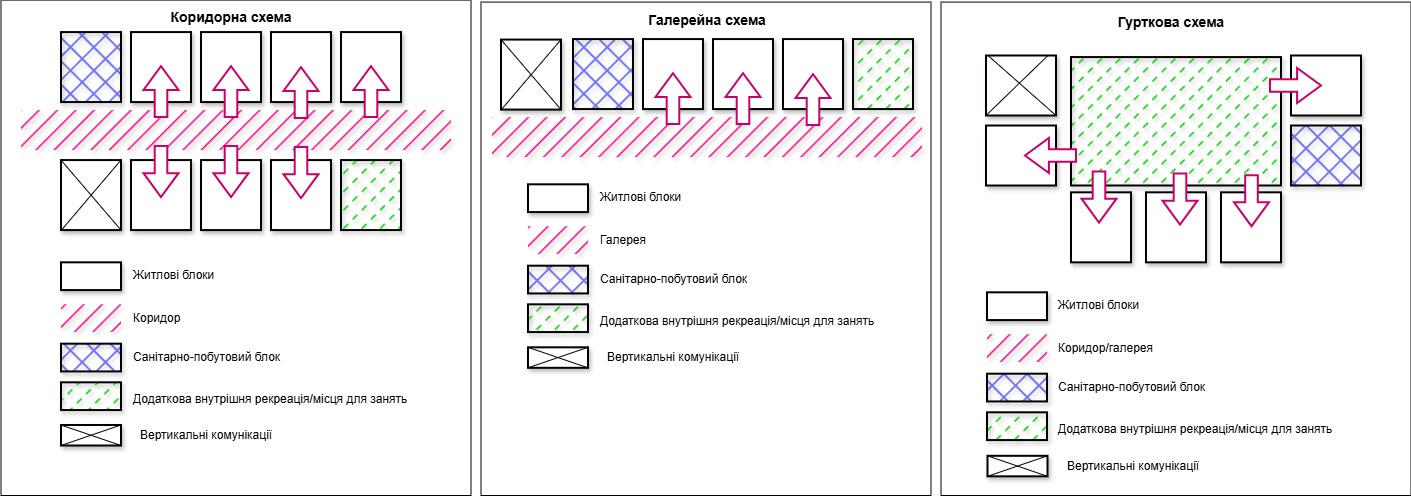 Коридорна схема
Житлові блоки
Коридор
Санітарно-побутовий блок
Додаткова внутрішня рекреація/місця для занять
Вертикальні комунікації
Галерейна схема
Житлові блоки
Галерея
Санітарно-побутовий блок
Додаткова внутрішня рекреація/місця для занять
Вертикальні комунікації
Гурткова схема
Житлові блоки
Коридор/галерея
Санітарно-побутовий блок
Додаткова внутрішня рекреація/місця для занять
Вертикальні комунікації